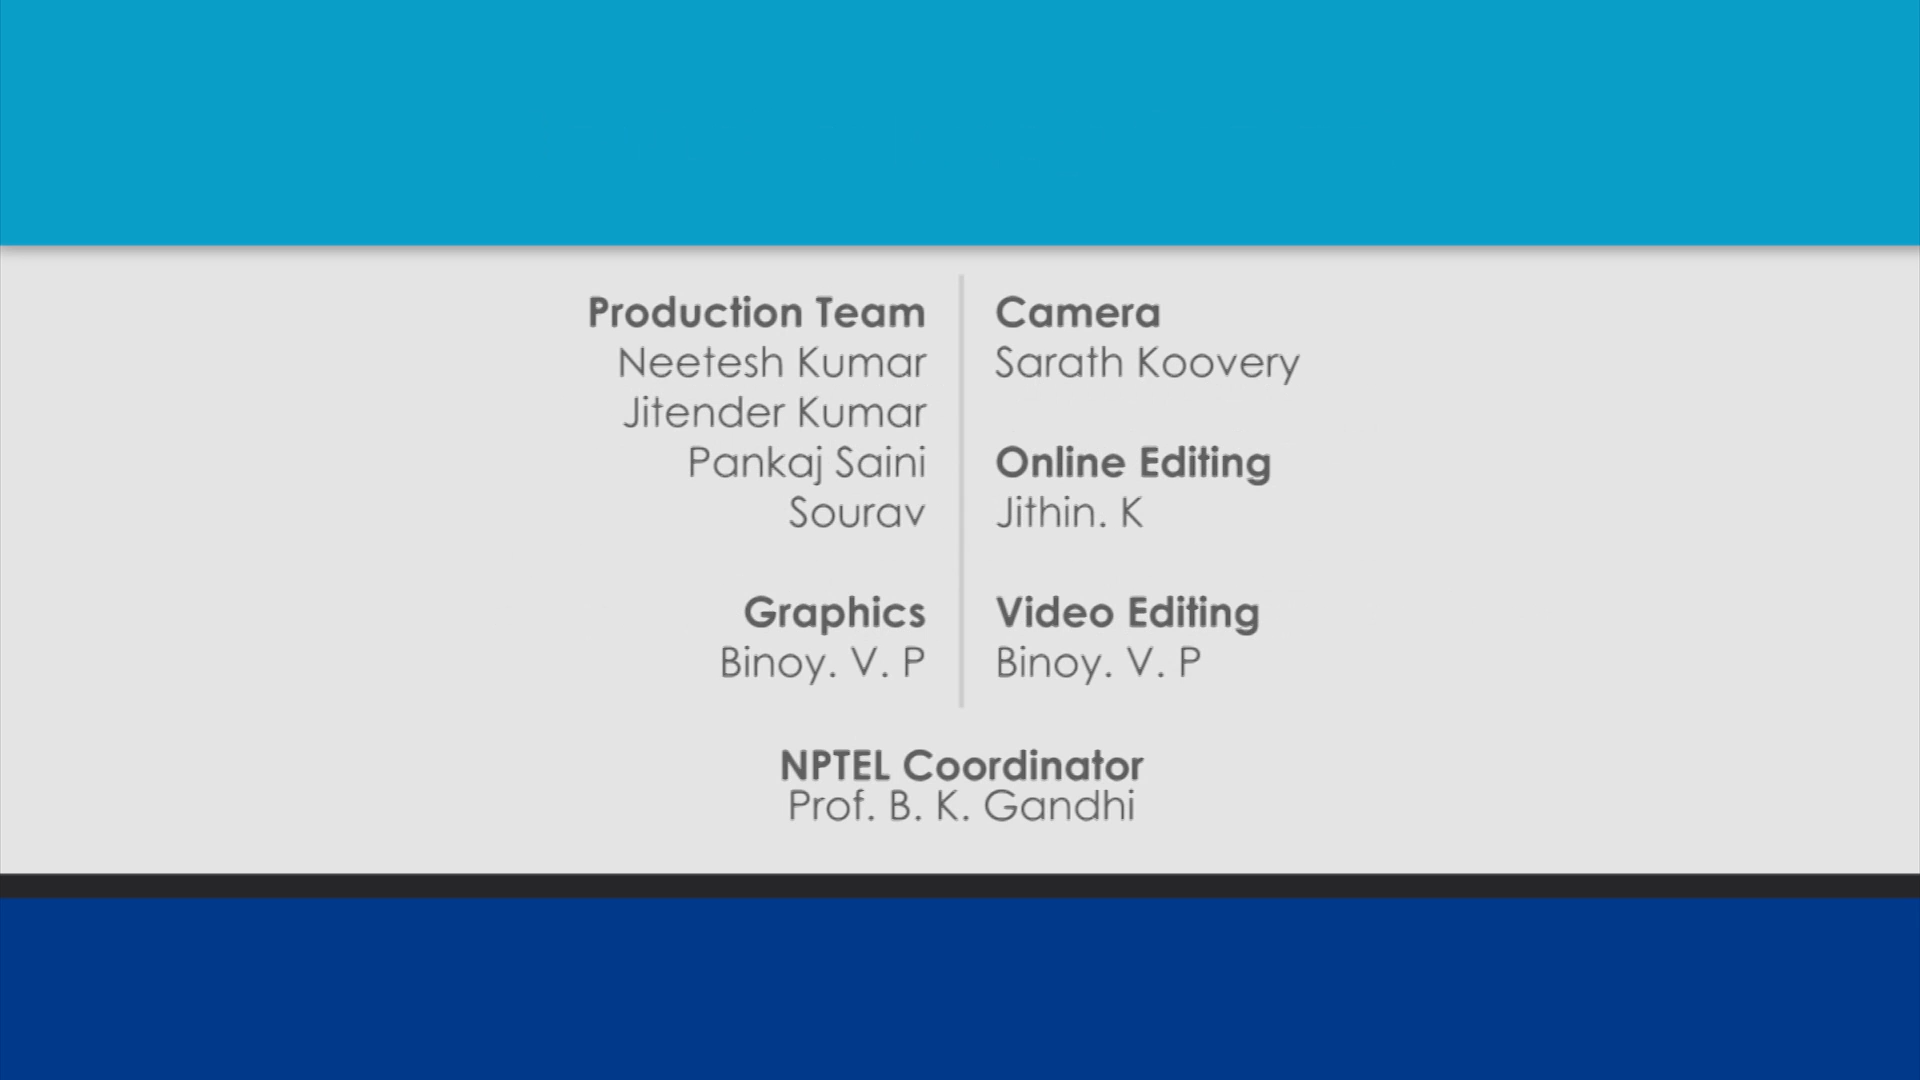 Production Team
Neetesh Kumar
Jitender Kumar
Pankaj Saini
Sourav
Graphics
Binoy. V. P
Camera
Sarath Koovery
Online Editing
Jithin. K
Video Editing
Binoy. V. P
NPTEL Coordinator
Prof. B. K. Gandhi